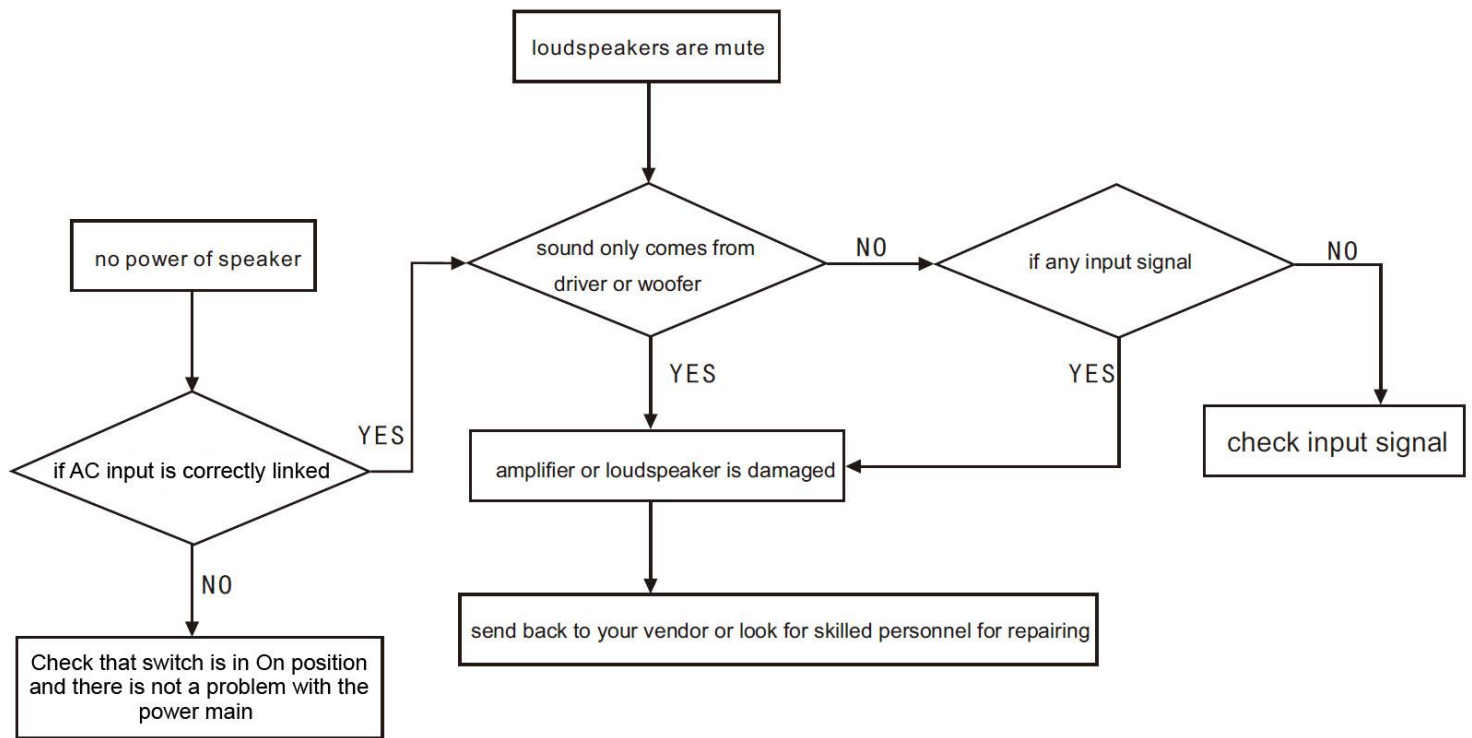 loudspeakers are mute
no power of speaker
sound only comes from
driver or woofer
NO
if any input signal
NO
YES
YES
YES
if AC input is correctly linked
amplifier or loudspeaker is damaged
check input signal
NO
send back to your vendor or look for skilled personnel for repairing
Check that switch is in On position
and there is not a problem with the
power main